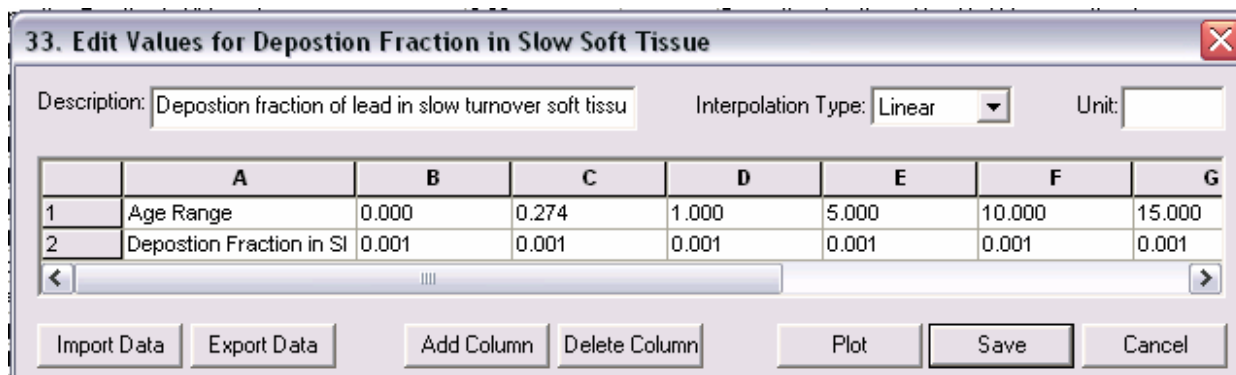 33. Edit Values for Depostion Fraction in Slow Soft Tissue
Description: Depostion fraction of lead in slow turnover soft tissu Interpolation Type: Linear Unit:
A B C D E F G
1 Age Range 0.000 0.274 1.000 5.000 10.000 15.000
2 Depostion Fraction in Sl 0.001 0.001 0.001 0.001 0.001 0.001
Import Data Export Data Add Column Delete Column Plot Save Cancel